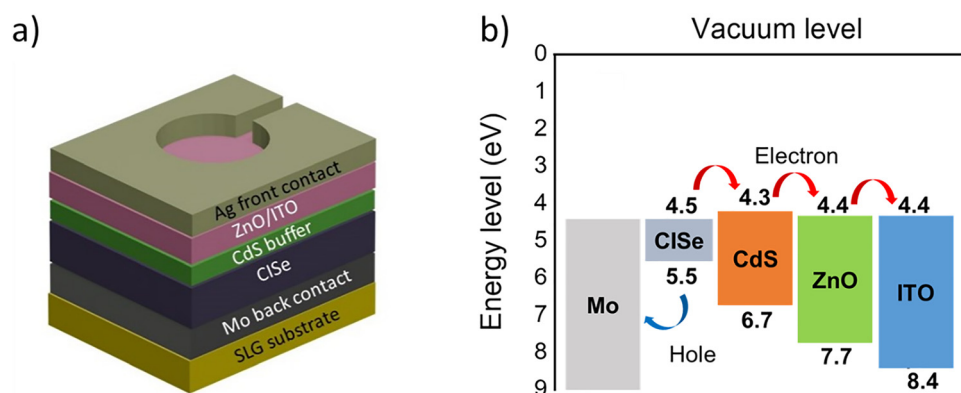 a)
Ag front contact
ZnO/ITO
CdS buffer
CISe
Mo back contact
SLG substrate
b)
Vacuum level
Energy level (eV)
0
1
2
3
4
5
6
7
8
9
Electron
4.5
4.3
4.4
4.4
Mo
CISe
CdS
ZnO
ITO
5.5
6.7
7.7
8.4
Hole